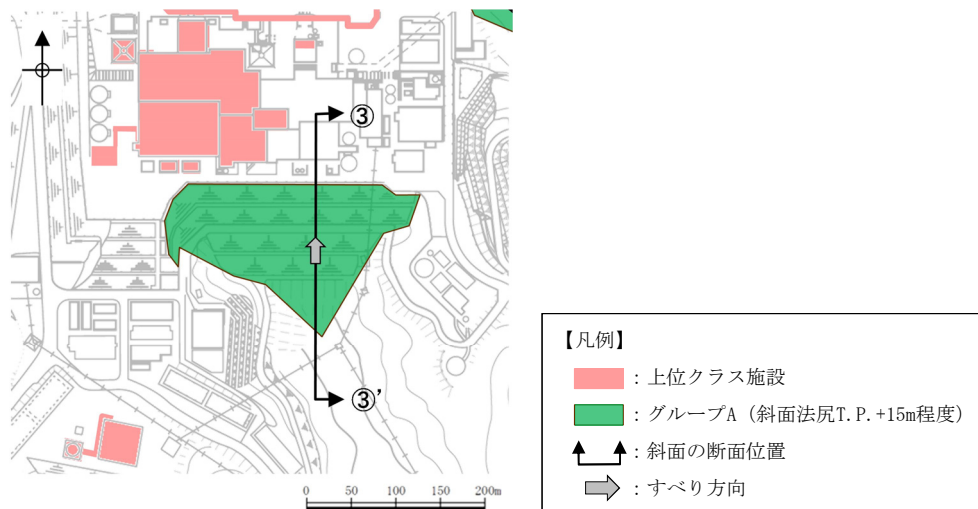 ③
③'
0 50 100 150 200m
【凡例】
：上位クラス施設
：グループA（斜面法尻T.P.+15m程度）
：斜面の断面位置
：すべり方向